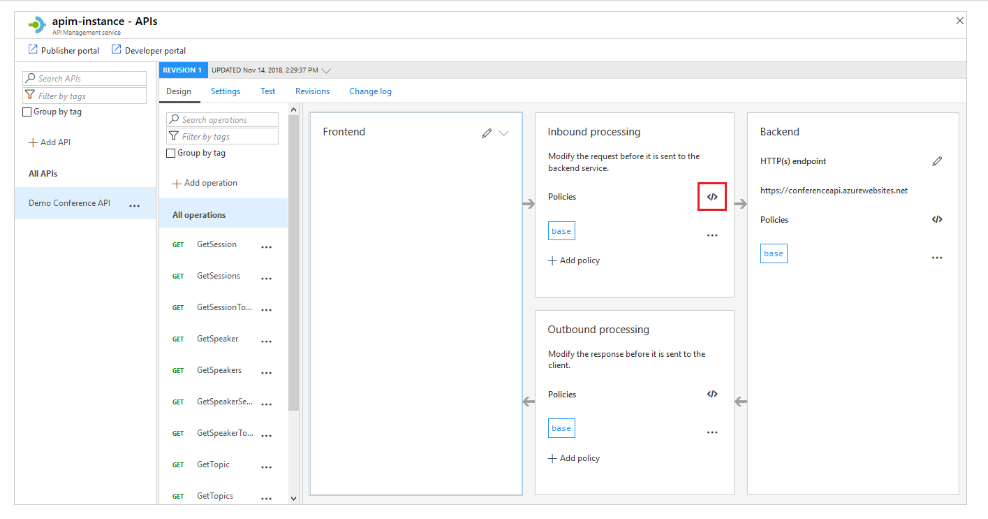 apim-instance - APIs
API Management service
Publisher portal
Developer portal
Search APIs
Filter by tags
Group by tag
Add API
All APIs
Demo Conference API
REVISION 1
UPDATED Nov 14, 2018, 2:29:37 PM
Design
Settings
Test
Revisions
Change log
Search operations
Filter by tags
Group by tag
Add operation
All operations
GET GetSession
GET GetSessions
GET GetSessionTo...
GET GetSpeaker
GET GetSpeakers
GET GetSpeakerSe...
GET GetSpeakerTo...
GET GetTopic
GET GetTopics
Frontend
Inbound processing
Modify the request before it is sent to the
backend service.
Policies
</>
base
Add policy
Outbound processing
Modify the response before it is sent to the
client.
Policies
</>
base
Add policy
Backend
HTTP(s) endpoint
https://conferenceapi.azurewebsites.net
Policies
</>
base